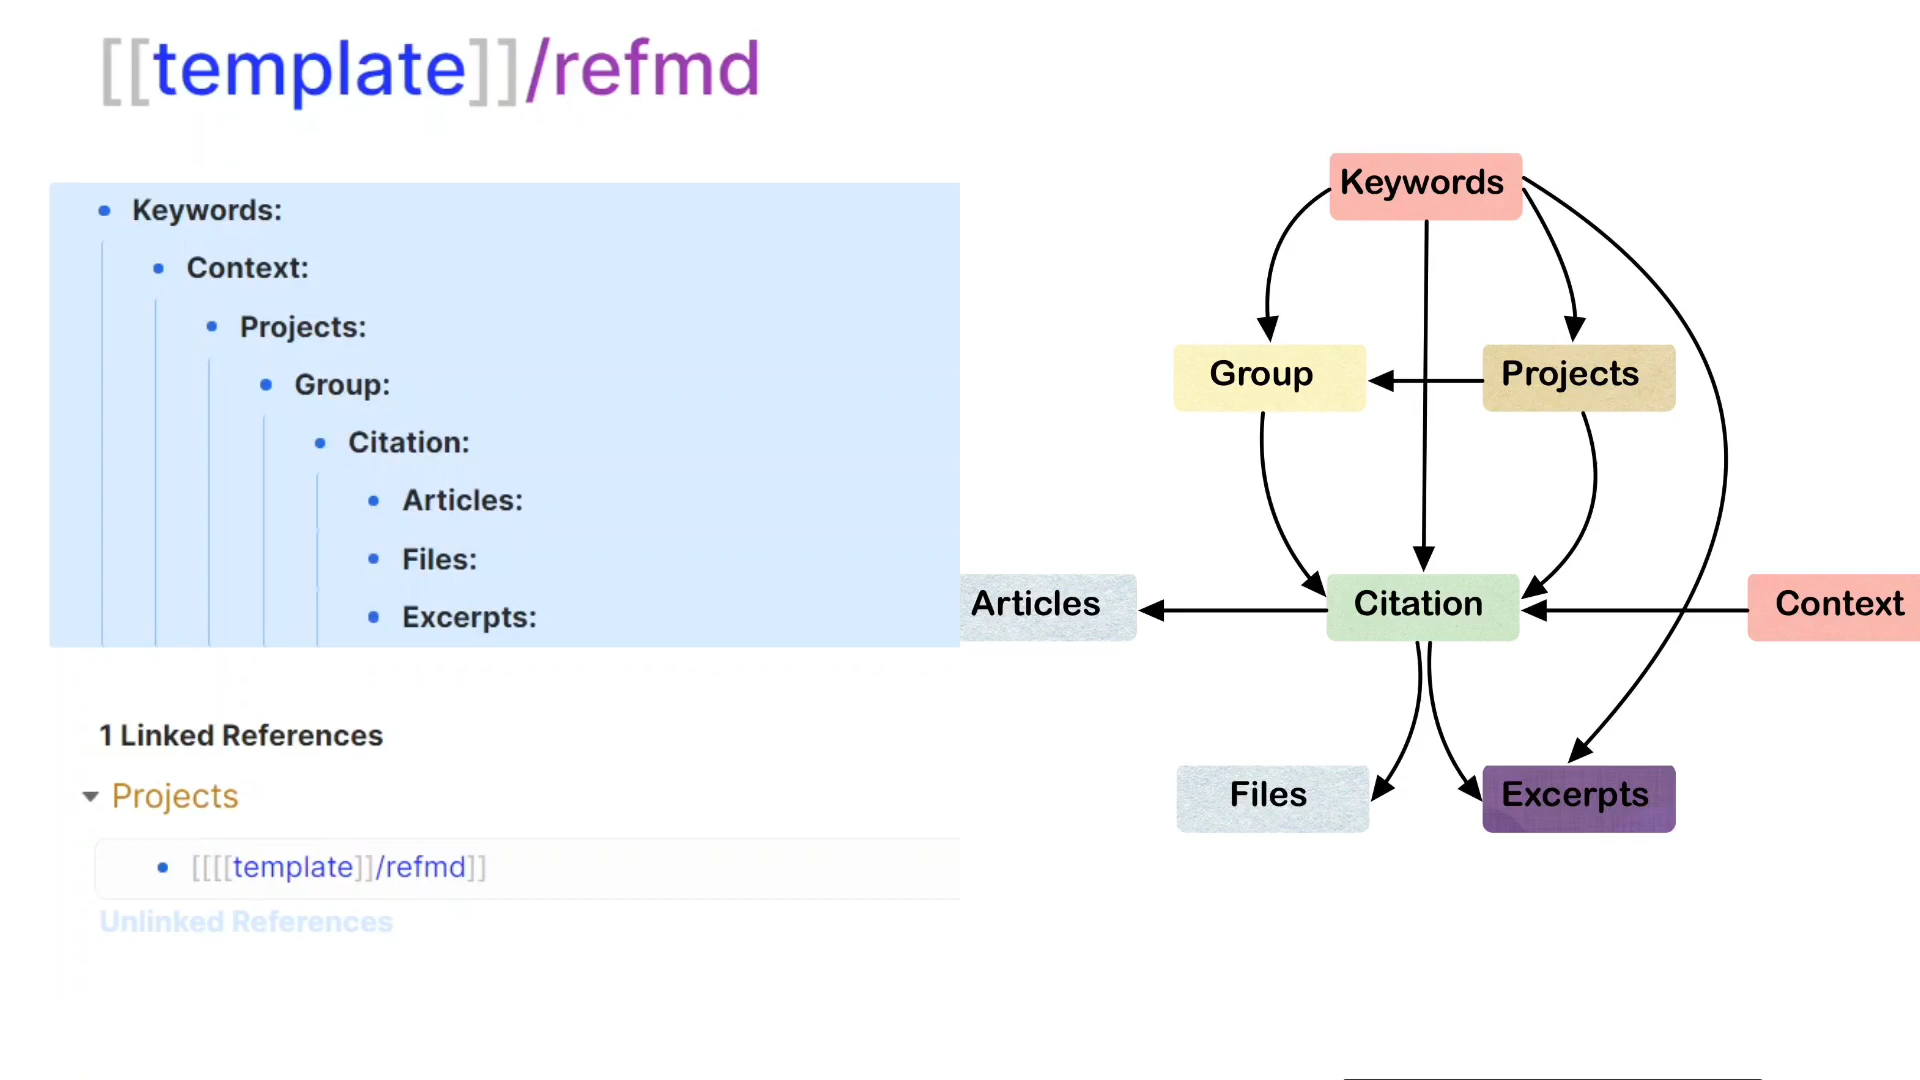 [[template]]/refmd
Keywords:
Context:
Projects:
Group:
Citation:
Articles:
Files:
Excerpts:
1 Linked References
Projects
[[[[template]]/refmd]]
Unlinked References
Keywords
Group
Projects
Articles
Citation
Context
Files
Excerpts